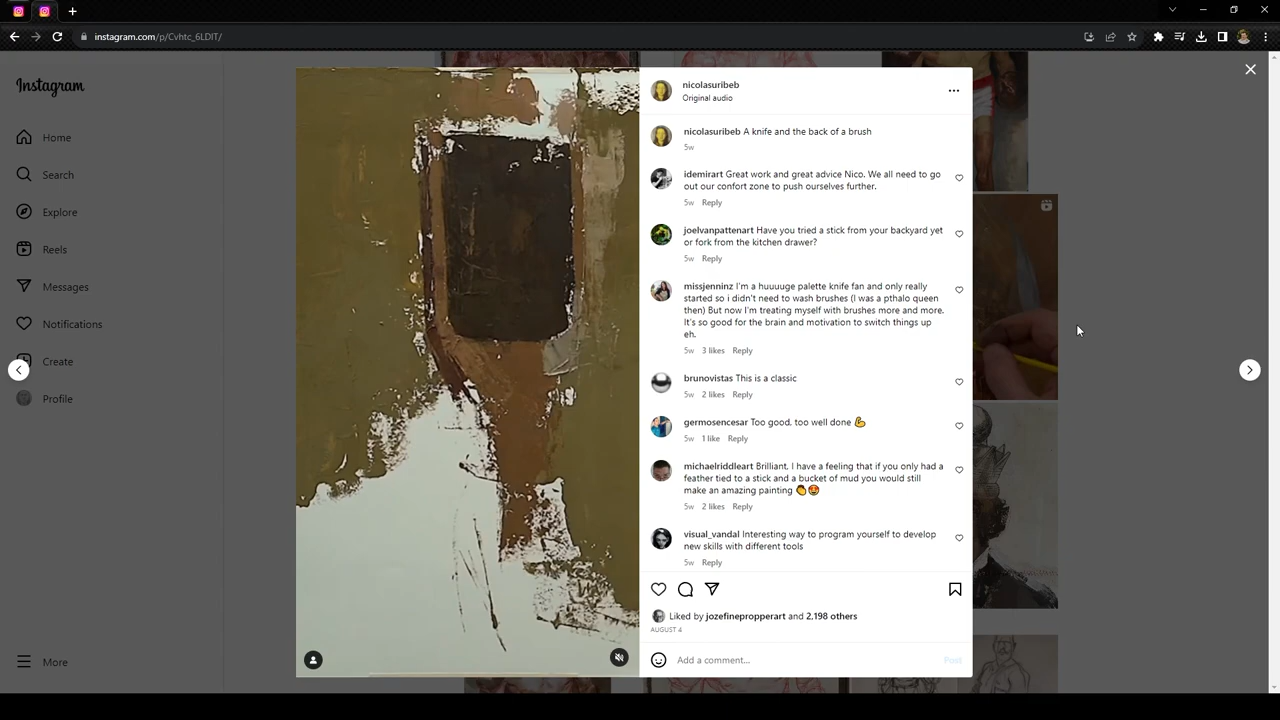 instagram.com/p/Cvhtc_6LDIT/
Instagram
Home
Search
Explore
Reels
Messages
Notifications
Create
Profile
More
nicolasuribeb
Original audio
nicolasuribeb A knife and the back of a brush
5w
idemirart Great work and great advice Nico. We all need to go
out our confort zone to push ourselves further.
5w Reply
joelvanpattenart Have you tried a stick from your backyard yet
or fork from the kitchen drawer?
5w Reply
missjenninz I'm a huuuuge palette knife fan and only really
started so i didn't need to wash brushes (I was a pthalo queen
then) But now I'm treating myself with brushes more and more.
It's so good for the brain and motivation to switch things up
eh.
5w 3 likes Reply
brunovistas This is a classic
5w 2 likes Reply
germosencesar Too good, too well done 💪
5w 1 like Reply
michaelriddleart Brilliant, I have a feeling that if you only had a
feather tied to a stick and a bucket of mud you would still
make an amazing painting 👏😍
5w 2 likes Reply
visual_vandal Interesting way to program yourself to develop
new skills with different tools
5w Reply
Liked by jozefinepropperart and 2,198 others
AUGUST 4
Add a comment...
Post